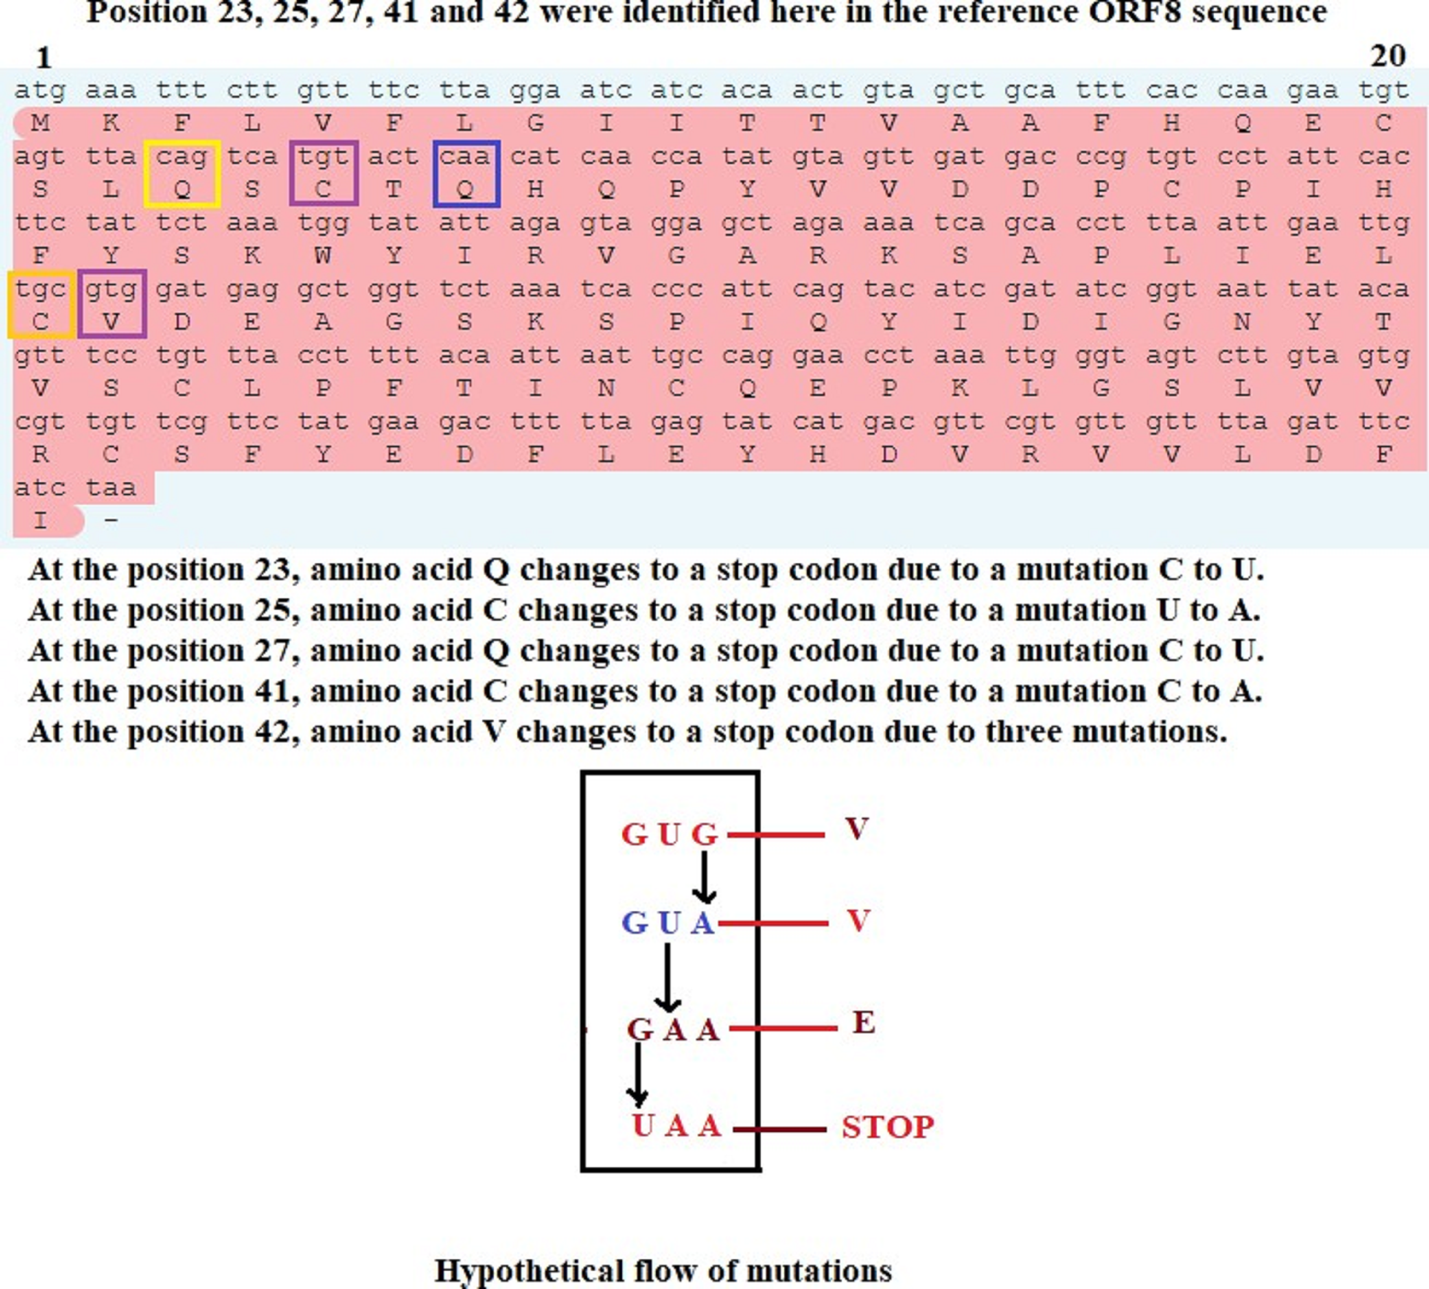 Position 23, 25, 27, 41 and 42 were identified here in the reference ORF8 sequence
1 20
atg aaa ttt ctt gtt ttc tta gga atc atc aca act gta gct gca ttt cac caa gaa tgt
M K F L V F L G I I T T V A A F H Q E C
agt tta cag tca tgt act caa cat caa cca tat gta gtt gat gac ccg tgt cct att cac
S L Q S C T Q H Q P Y V V D D P C P I H
ttc tat tct aaa tgg tat att aga gta gga gct aga aaa tca gca cct tta att gaa ttg
F Y S K W Y I R V G A R K S A P L I E L
tgc gtg gat gag gct ggt tct aaa tca ccc att cag tac atc gat atc ggt aat tat aca
C V D E A G S K S P I Q Y I D I G N Y T
gtt tcc tgt tta cct ttt aca att aat tgc cag gaa cct aaa ttg ggt agt ctt gta gtg
V S C L P F T I N C Q E P K L G S L V V
cgt tgt tcg ttc tat gaa gac ttt tta gag tat cat gac gtt cgt gtt gtt tta gat ttc
R C S F Y E D F L E Y H D V R V V L D F
atc taa
I -
At the position 23, amino acid Q changes to a stop codon due to a mutation C to U.
At the position 25, amino acid C changes to a stop codon due to a mutation U to A.
At the position 27, amino acid Q changes to a stop codon due to a mutation C to U.
At the position 41, amino acid C changes to a stop codon due to a mutation C to A.
At the position 42, amino acid V changes to a stop codon due to three mutations.
G U G V
G U A V
G A A E
U A A STOP
Hypothetical flow of mutations